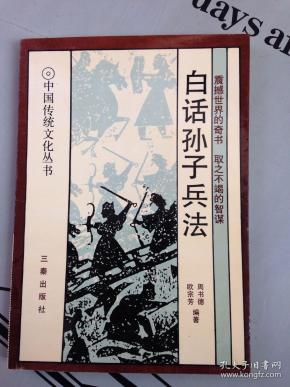 days a
震撼世界的奇书 取之不竭的智谋
白话孙子兵法
周书德
欧宗芳
编著
◎中国传统文化丛书
三秦出版社
孔夫子旧书网